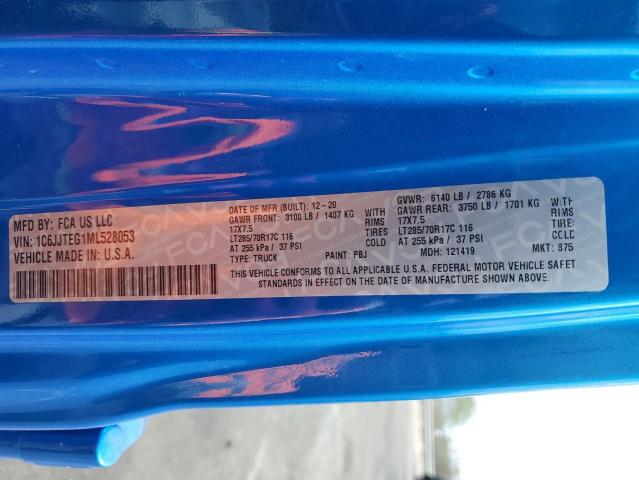 MFD BY: FCA US LLC
VIN: 1C6JJTEG1ML528053
VEHICLE MADE IN: U.S.A.
DATE OF MFR (BUILT): 12-20
GAWR FRONT: 3100 LB / 1407 KG WITH
17X7.5 RIMS
LT285/70R17C 116 TIRES
AT 255 kPa / 37 PSI COLD
TYPE: TRUCK PAINT: PBJ
GVWR: 6140 LB / 2786 KG
GAWR REAR: 3750 LB / 1701 KG WITH
17X7.5 RIMS
LT285/70R17C 116 TIRES
AT 255 kPa / 37 PSI COLD
MDH: 121419 MKT: 875
THIS VEHICLE CONFORMS TO ALL APPLICABLE U.S.A. FEDERAL MOTOR VEHICLE SAFET
STANDARDS IN EFFECT ON THE DATE OF MANUFACTURE SHOWN ABOVE.